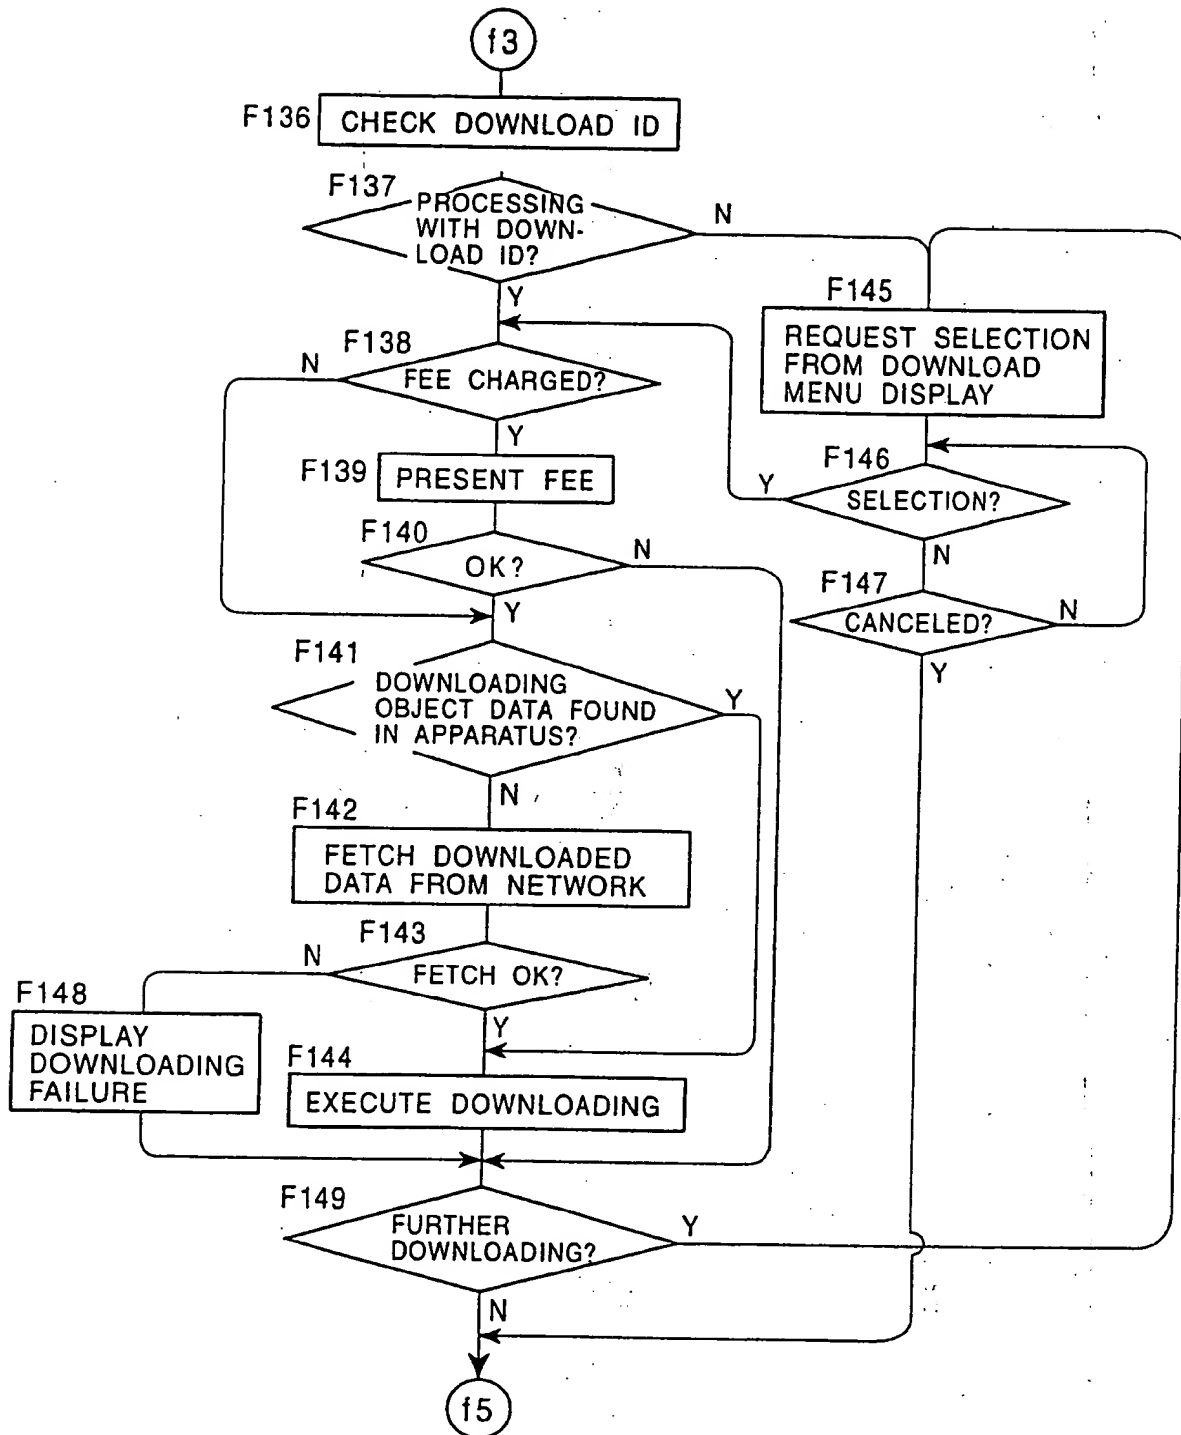 f3
F136
CHECK DOWNLOAD ID
F137
PROCESSING
WITH DOWN-
LOAD ID?
N
Y
F145
REQUEST SELECTION
FROM DOWNLOAD
MENU DISPLAY
F138
N
FEE CHARGED?
Y
F146
Y
SELECTION?
N
F139
PRESENT FEE
F140
OK?
N
Y
F147
CANCELED?
N
Y
F141
DOWNLOADING
OBJECT DATA FOUND
IN APPARATUS?
Y
N
F142
FETCH DOWNLOADED
DATA FROM NETWORK
F143
N
FETCH OK?
Y
F148
DISPLAY
DOWNLOADING
FAILURE
F144
EXECUTE DOWNLOADING
F149
FURTHER
DOWNLOADING?
Y
N
f5